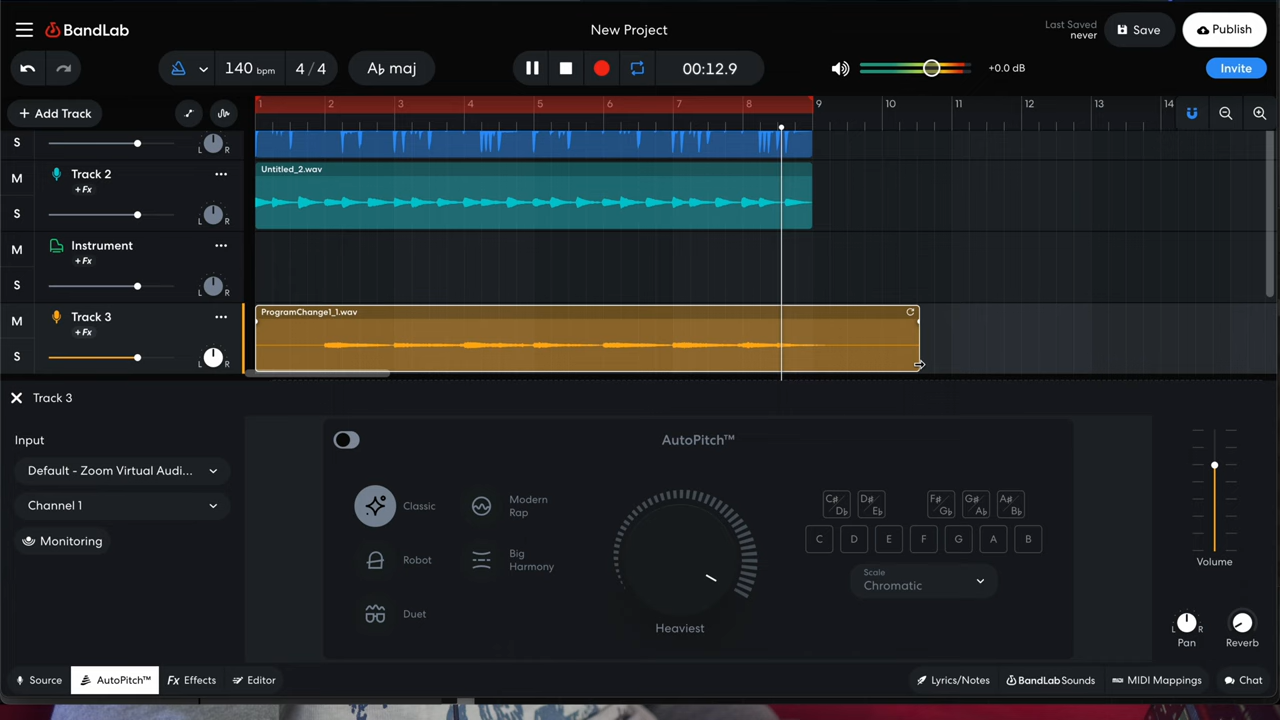 BandLab
New Project
Last Saved
never
Save
Publish
140 bpm
4/4
A♭ maj
00:12.9
+0.0 dB
Invite
+ Add Track
1 2 3 4 5 6 7 8 9 10 11 12 13 14
S
L R
M
Track 2
+Fx
Untitled_2.wav
S
L R
M
Instrument
+Fx
S
L R
M
Track 3
+Fx
ProgramChange1_1.wav
S
L R
Track 3
Input
Default - Zoom Virtual Audi...
Channel 1
Monitoring
AutoPitch™
Classic
Modern
Rap
Robot
Big
Harmony
Duet
Heaviest
C# D♭
D# E♭
F# G♭
G# A♭
A# B♭
C D E F G A B
Scale
Chromatic
Volume
L R
Pan
Reverb
Source
AutoPitch™
Fx Effects
Editor
Lyrics/Notes
BandLab Sounds
MIDI Mappings
Chat